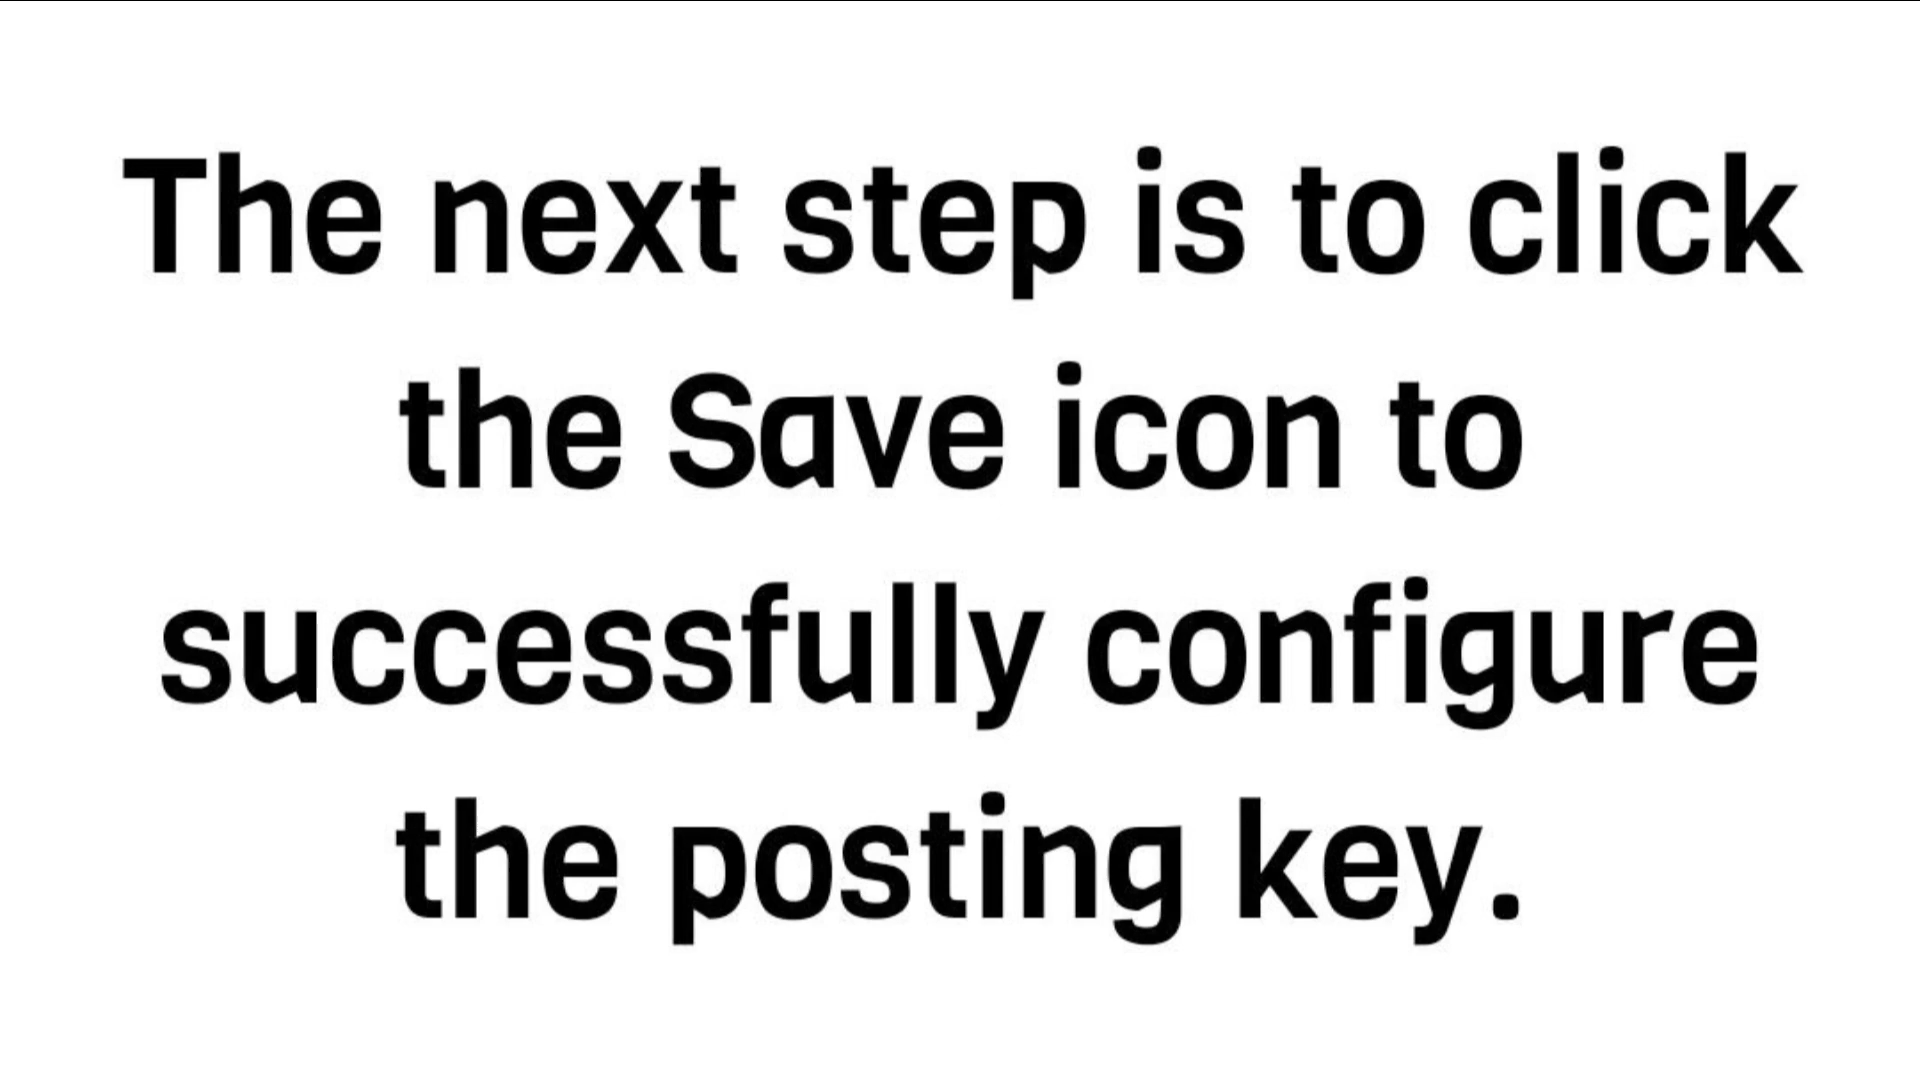 The next step is to click
the Save icon to
successfully configure
the posting key.